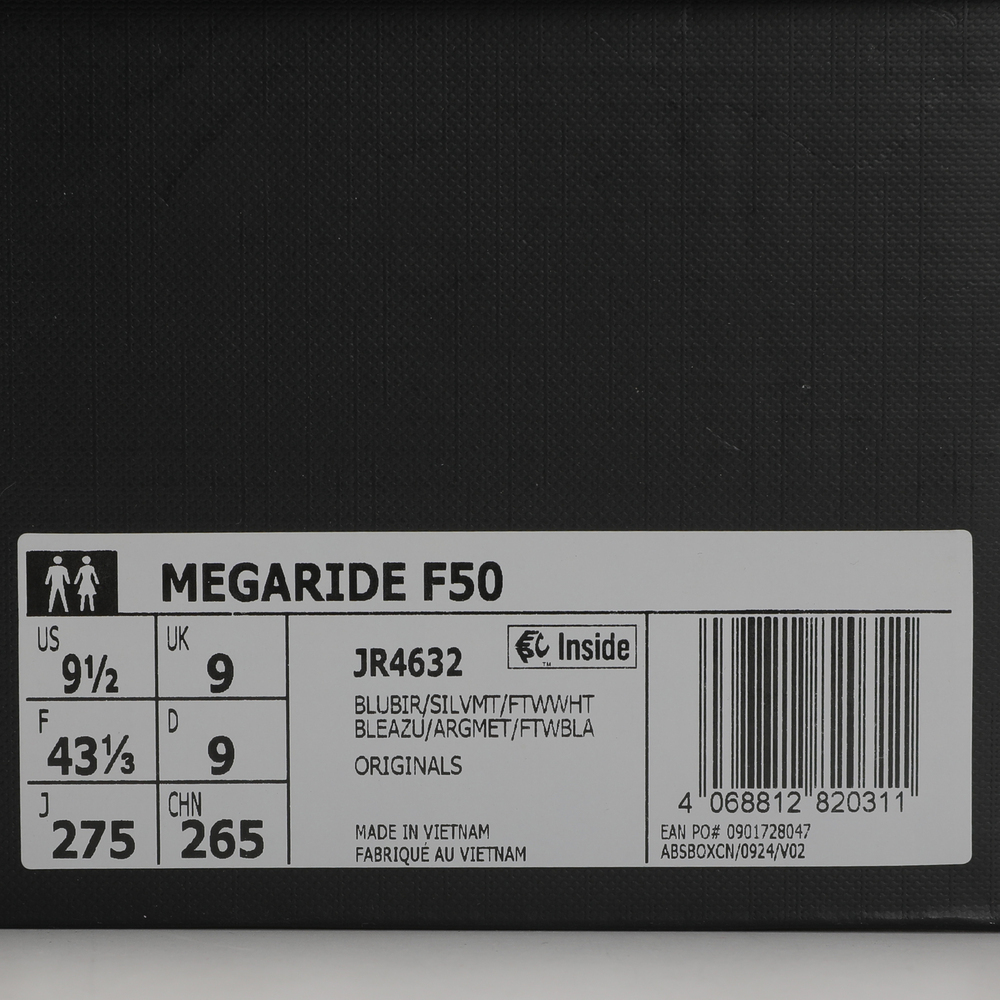 MEGARIDE F50
US 9½
UK 9
F 43⅓
D 9
J 275
CHN 265
JR4632
Inside
™
BLUBIR/SILVMT/FTWWHT
BLEAZU/ARGMET/FTWBLA
ORIGINALS
MADE IN VIETNAM
FABRIQUÉ AU VIETNAM
4 068812 820311
EAN PO# 0901728047
ABSBOXCN/0924/V02